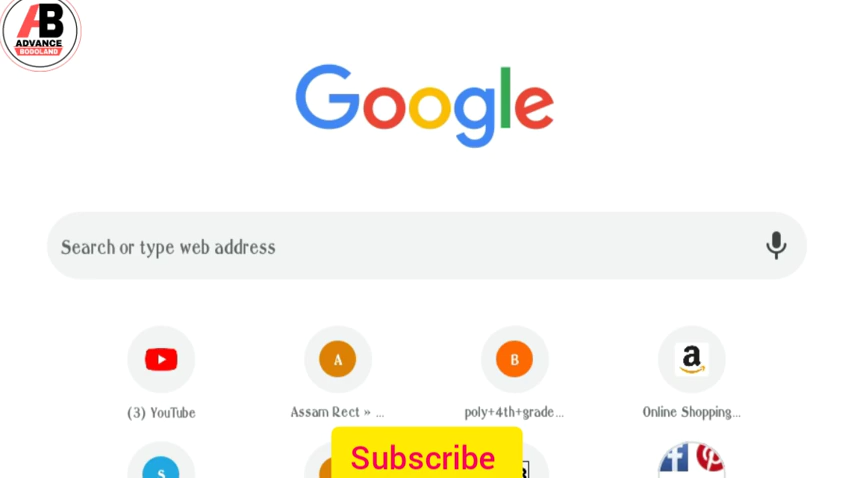 AB
ADVANCE
BODOLAND
Google
Search or type web address
A
B
a
(3) YouTube
Assam Rect » ...
poly+4th+grade...
Online Shopping...
S
Subscribe